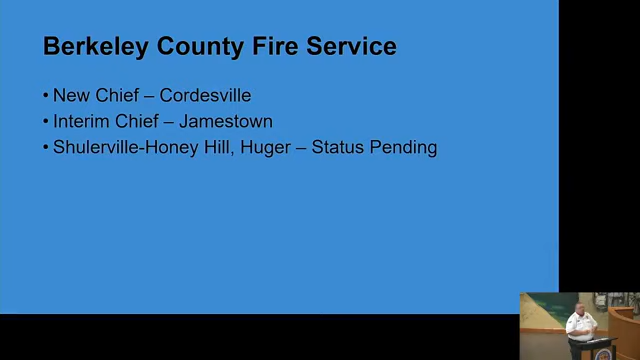 Berkeley County Fire Service
• New Chief – Cordesville
• Interim Chief – Jamestown
• Shulerville-Honey Hill, Huger – Status Pending